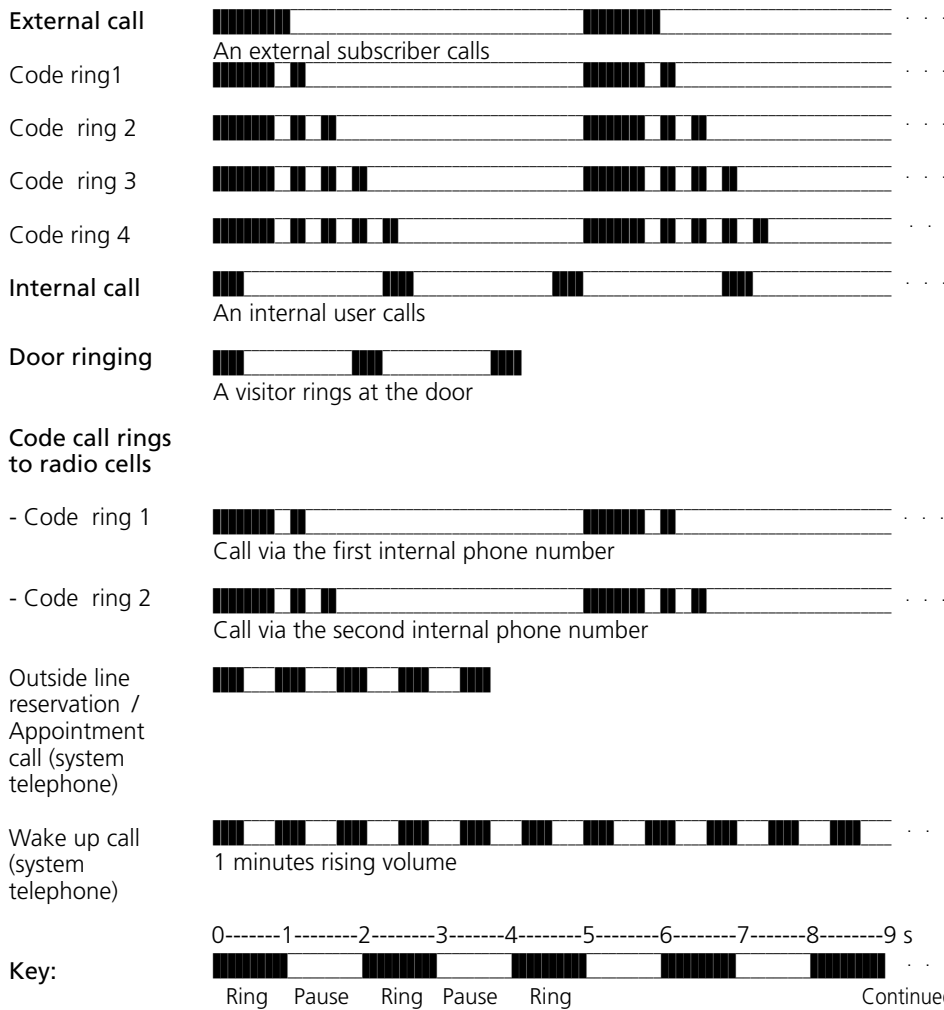 External call . . .
An external subscriber calls
Code ring1 . . .
Code ring 2 . . .
Code ring 3 . . .
Code ring 4 . .
Internal call . . .
An internal user calls
Door ringing
A visitor rings at the door
Code call rings
to radio cells
- Code ring 1 . . .
Call via the first internal phone number
- Code ring 2 . . .
Call via the second internal phone number
Outside line
reservation /
Appointment
call (system
telephone)
Wake up call . .
(system
telephone)
1 minutes rising volume
0-------1--------2-------3-------4-------5-------6-------7-------8-------9 s
Key: . .
Ring Pause Ring Pause Ring Continued